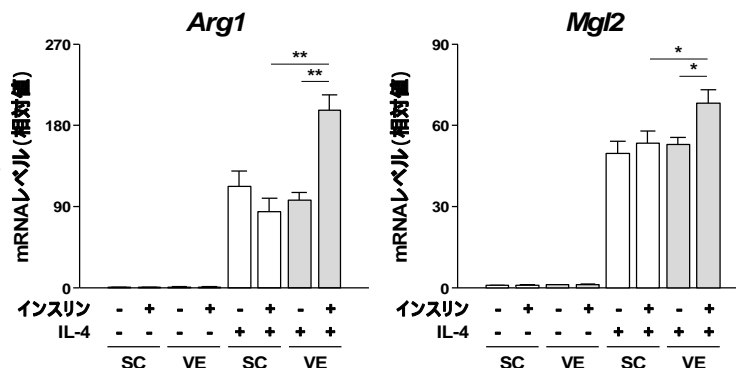 Arg1
mRNAレベル(相対値)
270
180
90
0
**
**
インスリン - + - + - + - +
IL-4 - - - - + + + +
SC VE SC VE
Mgl2
mRNAレベル(相対値)
90
60
30
0
*
*
インスリン - + - + - + - +
IL-4 - - - - + + + +
SC VE SC VE